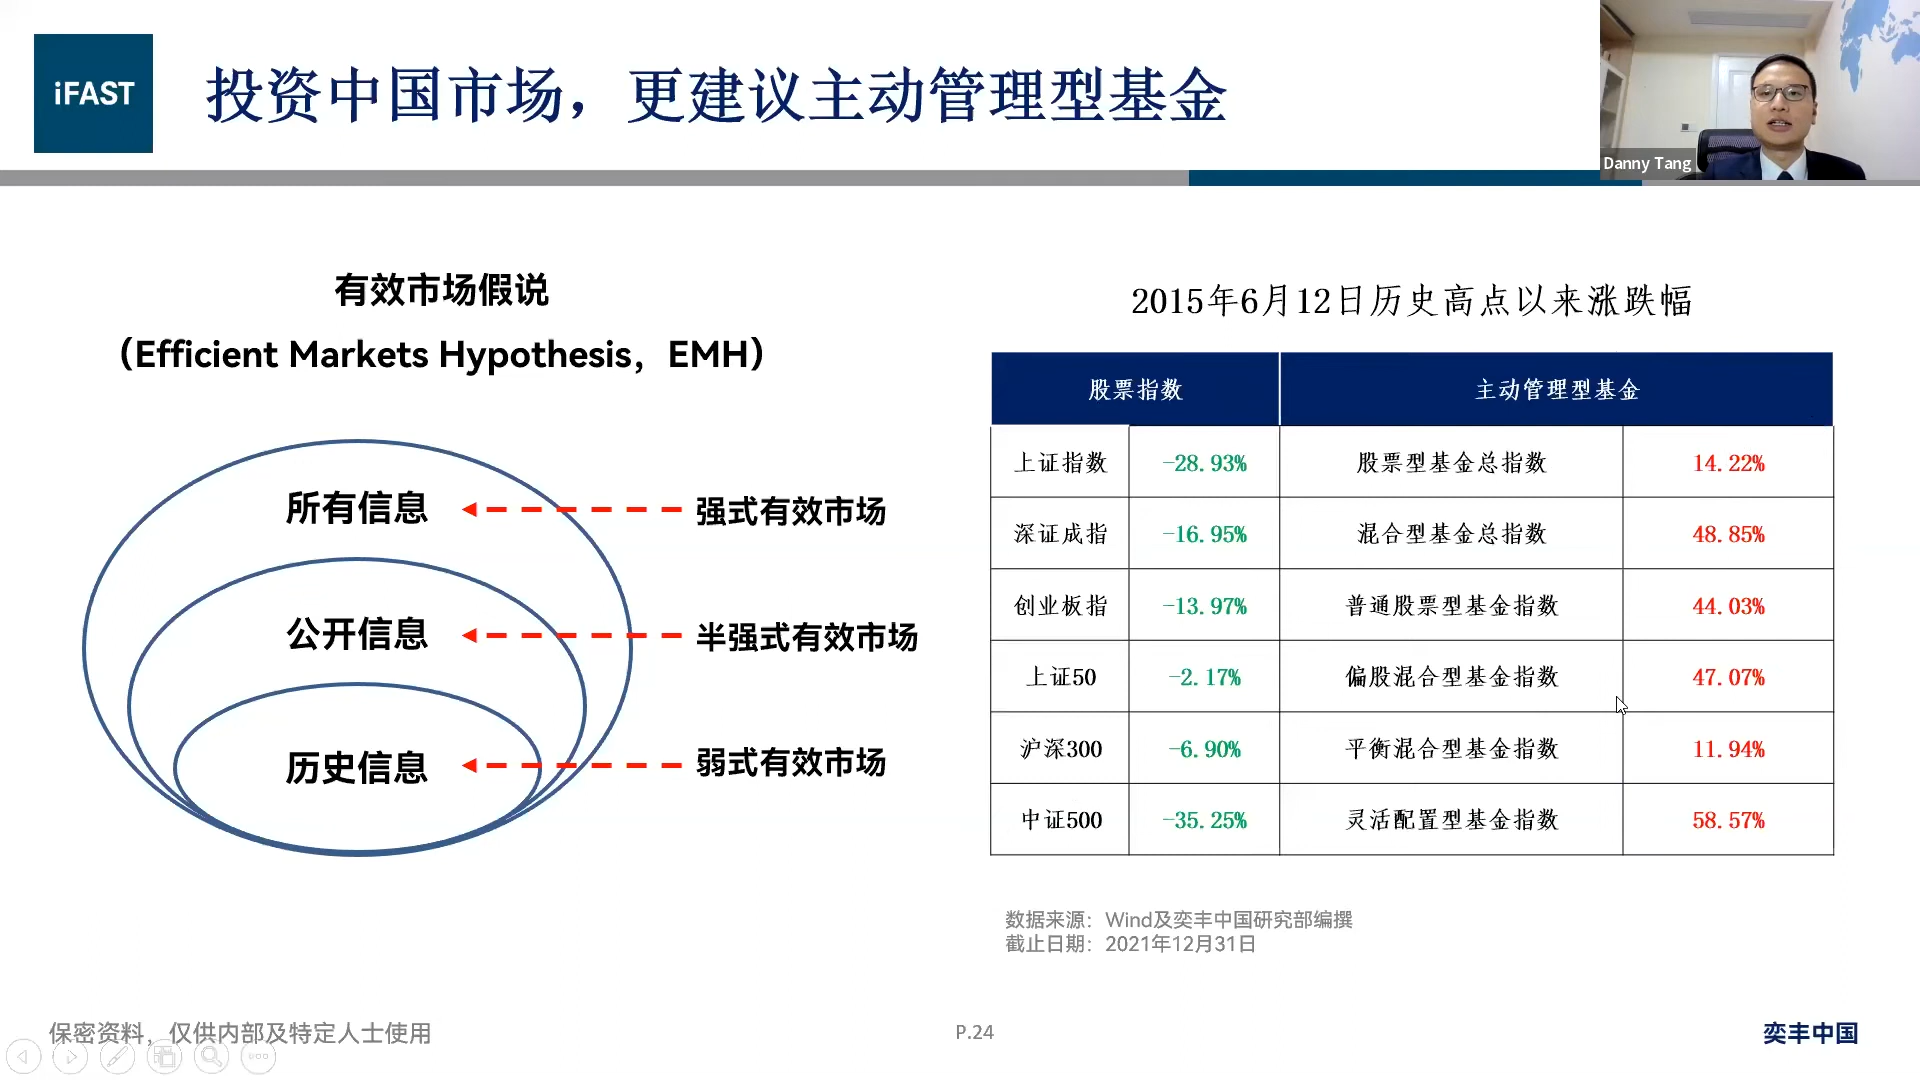 iFAST
投资中国市场，更建议主动管理型基金
Danny Tang
有效市场假说
（Efficient Markets Hypothesis，EMH）
所有信息
强式有效市场
公开信息
半强式有效市场
历史信息
弱式有效市场
2015年6月12日历史高点以来涨跌幅
股票指数 主动管理型基金
上证指数 -28.93% 股票型基金总指数 14.22%
深证成指 -16.95% 混合型基金总指数 48.85%
创业板指 -13.97% 普通股票型基金指数 44.03%
上证50 -2.17% 偏股混合型基金指数 47.07%
沪深300 -6.90% 平衡混合型基金指数 11.94%
中证500 -35.25% 灵活配置型基金指数 58.57%
数据来源：Wind及奕丰中国研究部编撰
截止日期：2021年12月31日
保密资料，仅供内部及特定人士使用
P.24
奕丰中国